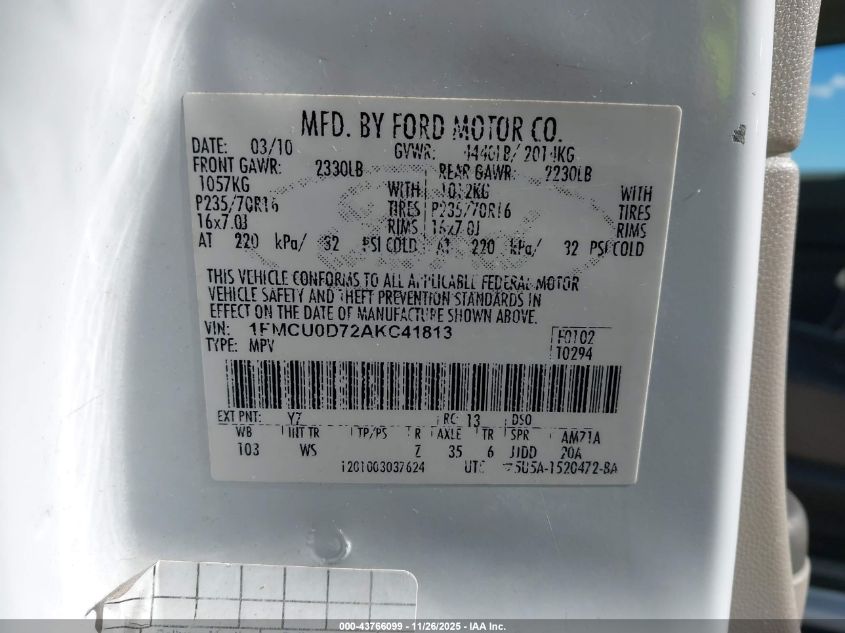 MFD. BY FORD MOTOR CO.
DATE: 03/10 GVWR: 4440LB/ 2014KG
FRONT GAWR: 2330LB REAR GAWR: 2230LB
1057KG WITH 1012KG WITH
P235/70R16 TIRES P235/70R16 TIRES
16x7.0J RIMS 16x7.0J RIMS
AT 220 kPa/ 32 PSI COLD AT 220 kPa/ 32 PSI COLD
THIS VEHICLE CONFORMS TO ALL APPLICABLE FEDERAL MOTOR
VEHICLE SAFETY AND THEFT PREVENTION STANDARDS IN
EFFECT ON THE DATE OF MANUFACTURE SHOWN ABOVE.
VIN: 1FMCU0D72AKC41813 F0102
TYPE: MPV T0294
EXT PNT: YZ RC: 13 DSO
WB INT TR TP/PS R AXLE TR SPR AM71A
103 WS Z 35 6 JJDD 20A
1201003037624 5U5A-1520472-BA
000-43766099 - 11/26/2025 - IAA Inc.